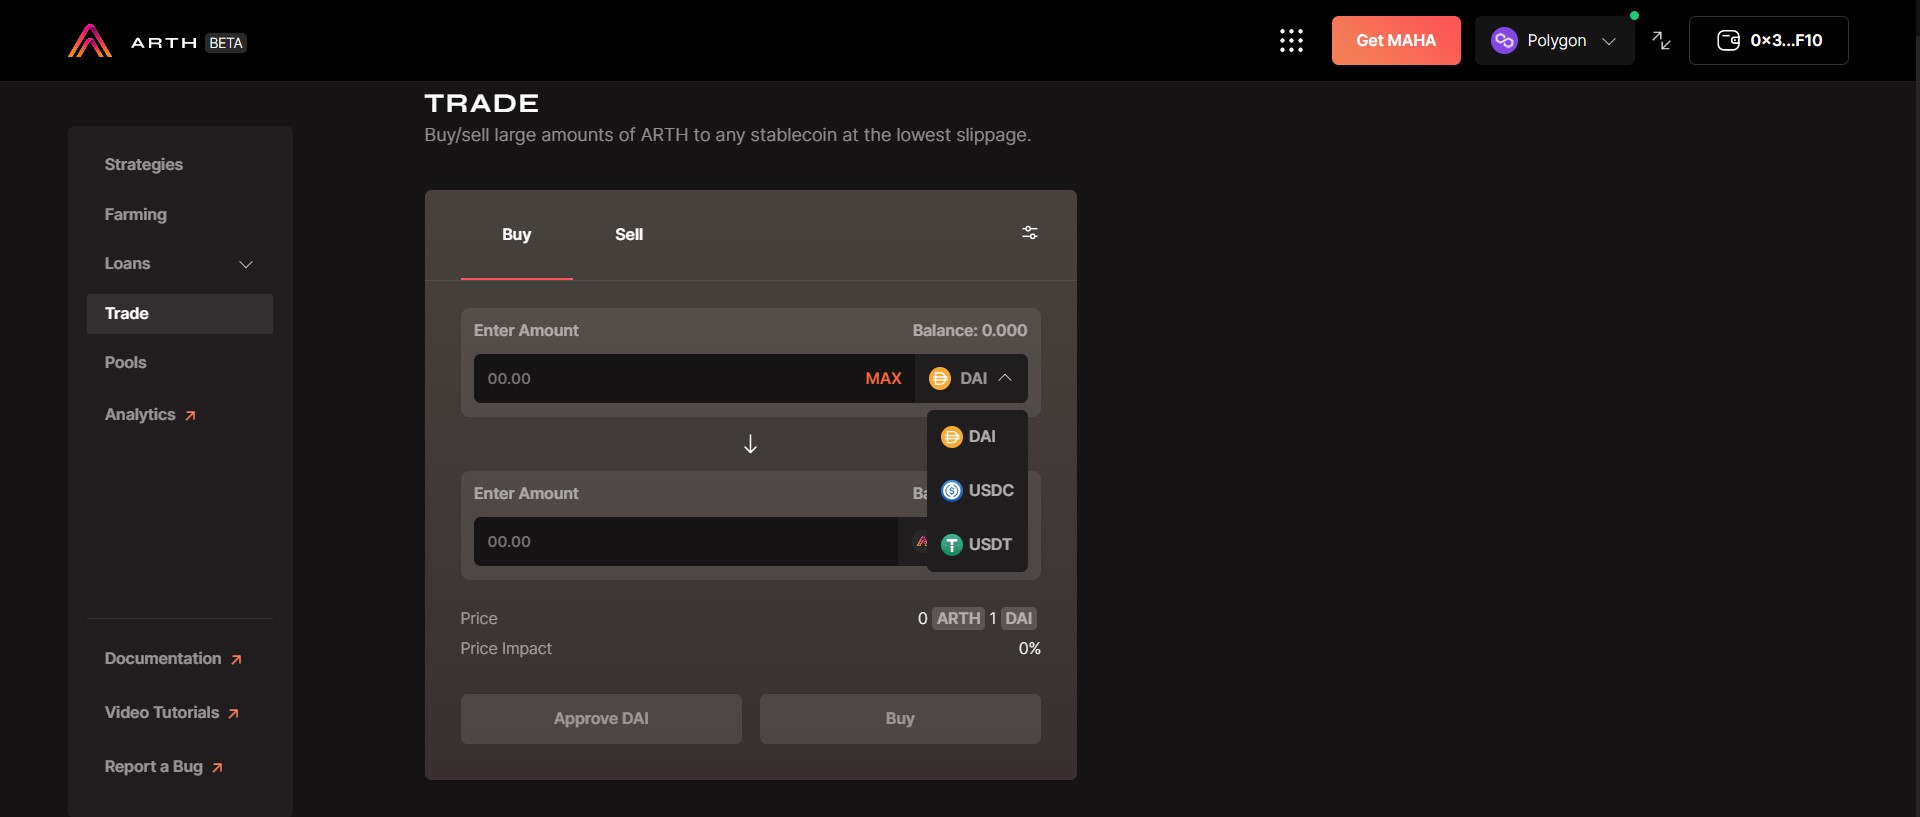 ARTH BETA
Get MAHA
Polygon
0×3...F10
TRADE
Buy/sell large amounts of ARTH to any stablecoin at the lowest slippage.
Strategies
Farming
Loans
Trade
Pools
Analytics
Documentation
Video Tutorials
Report a Bug
Buy Sell
Enter Amount Balance: 0.000
00.00 MAX DAI
DAI
USDC
USDT
Enter Amount Ba
00.00
Price 0 ARTH 1 DAI
Price Impact 0%
Approve DAI Buy